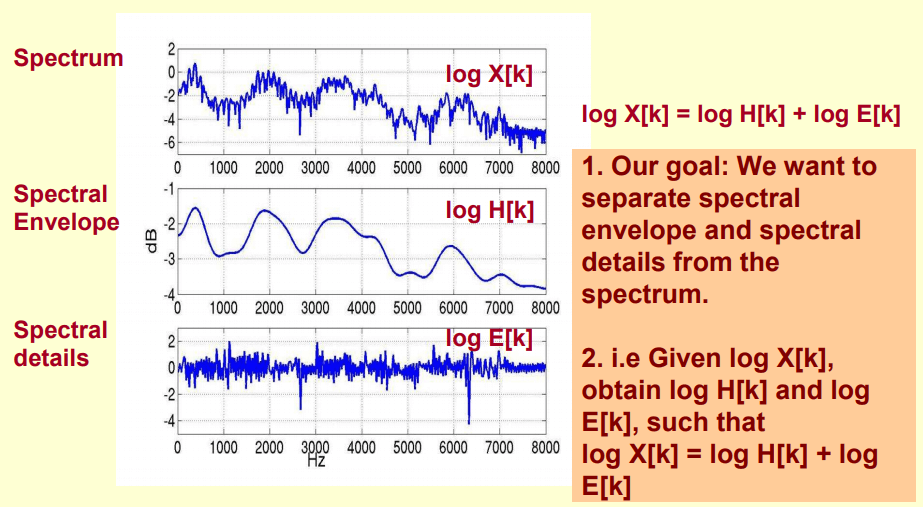 Spectrum
2
0
-2
-4
-6
log X[k]
0 1000 2000 3000 4000 5000 6000 7000 8000
Spectral
Envelope
dB
-1
-2
-3
-4
log H[k]
0 1000 2000 3000 4000 5000 6000 7000 8000
Spectral
details
2
0
-2
-4
log E[k]
0 1000 2000 3000 4000 5000 6000 7000 8000
Hz
log X[k] = log H[k] + log E[k]
1. Our goal: We want to
separate spectral
envelope and spectral
details from the
spectrum.
2. i.e Given log X[k],
obtain log H[k] and log
E[k], such that
log X[k] = log H[k] + log
E[k]